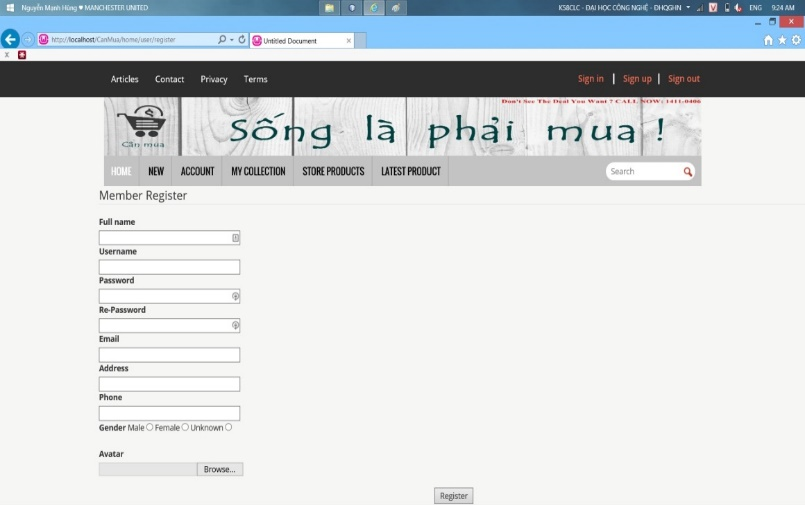 Nguyễn Mạnh Hùng ♥ MANCHESTER UNITED
K58CLC - ĐẠI HỌC CÔNG NGHỆ - ĐHQGHN
ENG 9:24 AM
http://localhost/CanMua/home/user/register
Untitled Document
X
Articles Contact Privacy Terms
Sign in | Sign up | Sign out
Don't See The Deal You Want ? CALL NOW: 1411-0406
Cần mua
Sống là phải mua !
HOME NEW ACCOUNT MY COLLECTION STORE PRODUCTS LATEST PRODUCT
Search
Member Register
Full name
Username
Password
Re-Password
Email
Address
Phone
Gender Male Female Unknown
Avatar
Browse...
Register